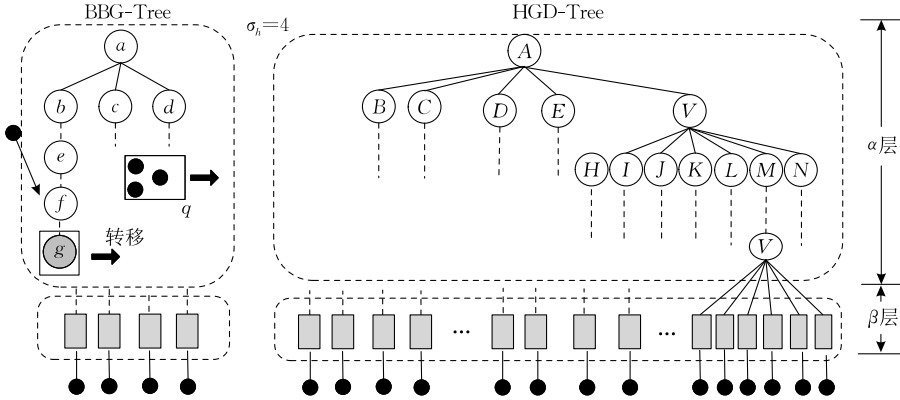 BBG-Tree
σₕ=4
HGD-Tree
a
A
b c d
B C D E V
e
H I J K L M N
α层
f
q
g
转移
V
β层
...
...
...